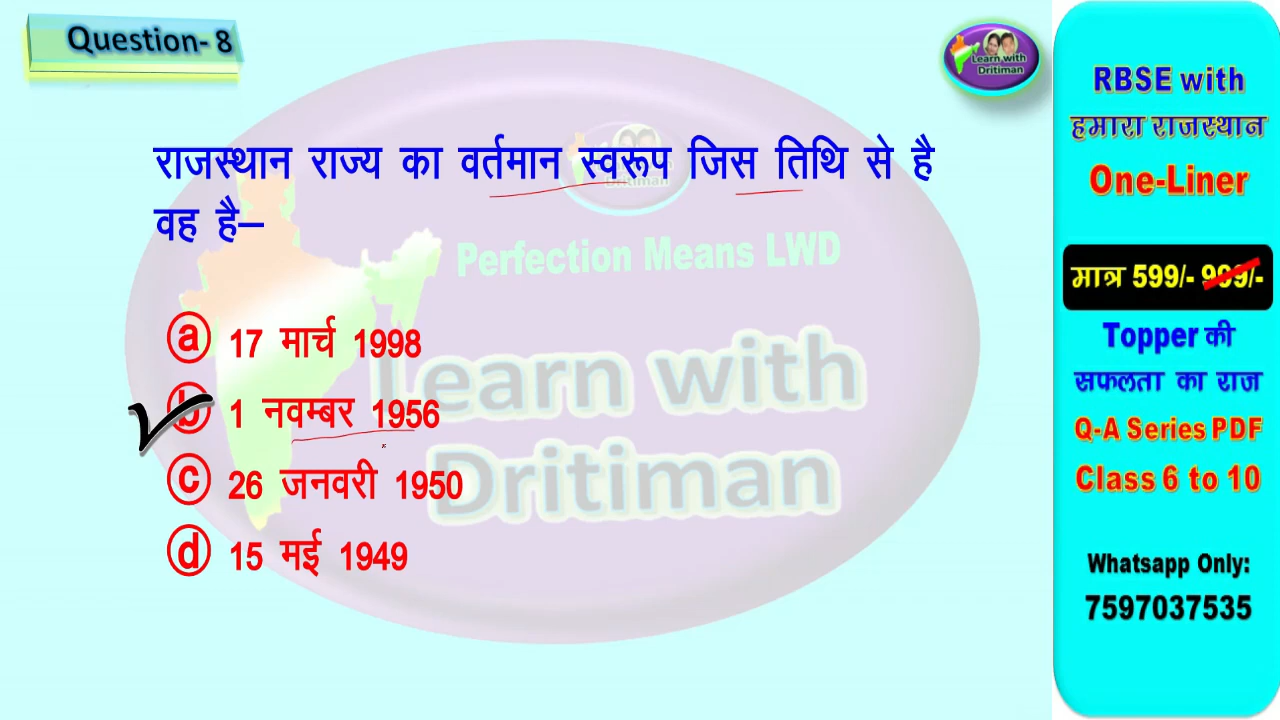 Question- 8
Learn with
Dritiman
राजस्थान राज्य का वर्तमान स्वरूप जिस तिथि से है
वह है–
Perfection Means LWD
ⓐ 17 मार्च 1998
ⓑ 1 नवम्बर 1956
ⓒ 26 जनवरी 1950
ⓓ 15 मई 1949
Learn with
Dritiman
RBSE with
हमारा राजस्थान
One-Liner
मात्र 599/- 999/-
Topper की
सफलता का राज
Q-A Series PDF
Class 6 to 10
Whatsapp Only:
7597037535